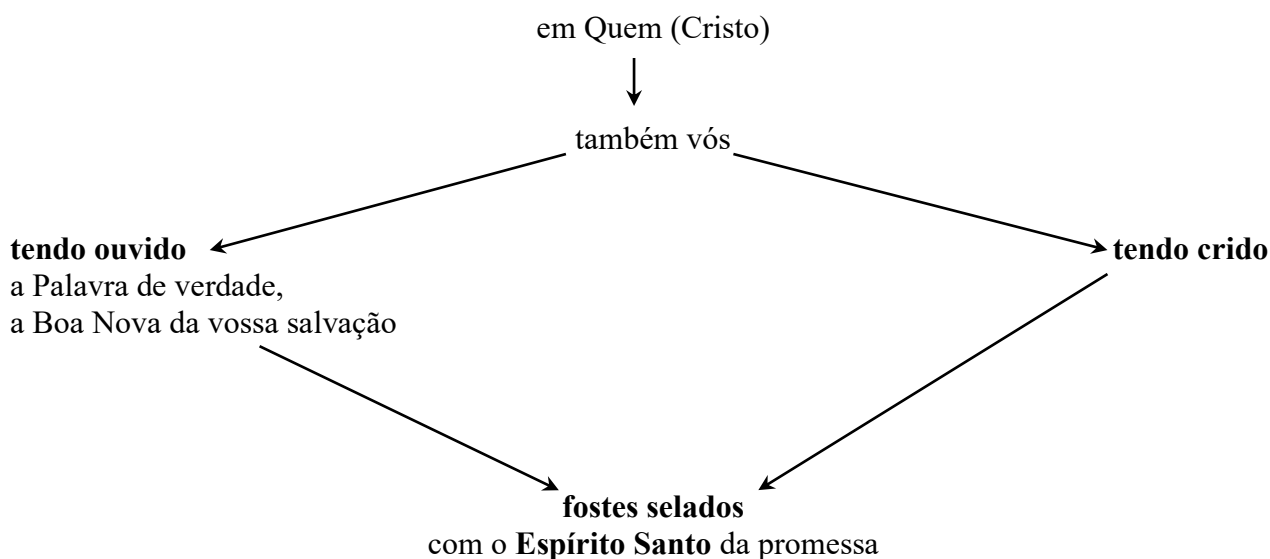 em Quem (Cristo)
também vós
tendo ouvido
a Palavra de verdade,
a Boa Nova da vossa salvação
tendo crido
fostes selados
com o Espírito Santo da promessa